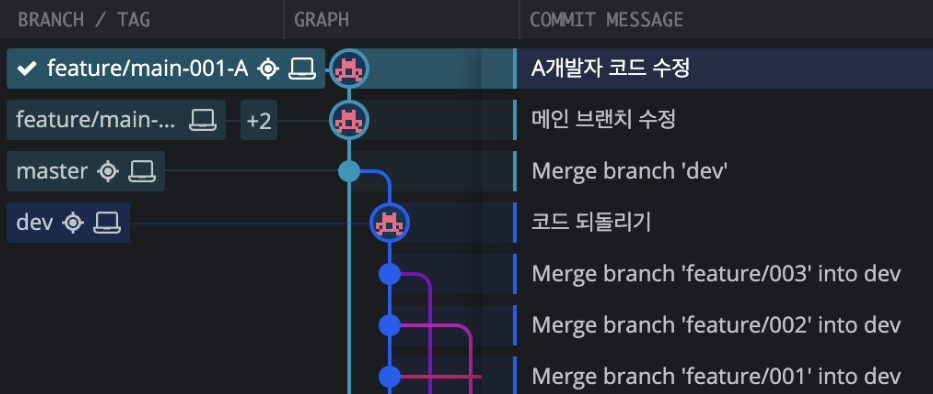 BRANCH / TAG GRAPH COMMIT MESSAGE
feature/main-001-A A개발자 코드 수정
feature/main-... +2 메인 브랜치 수정
master Merge branch 'dev'
dev 코드 되돌리기
Merge branch 'feature/003' into dev
Merge branch 'feature/002' into dev
Merge branch 'feature/001' into dev